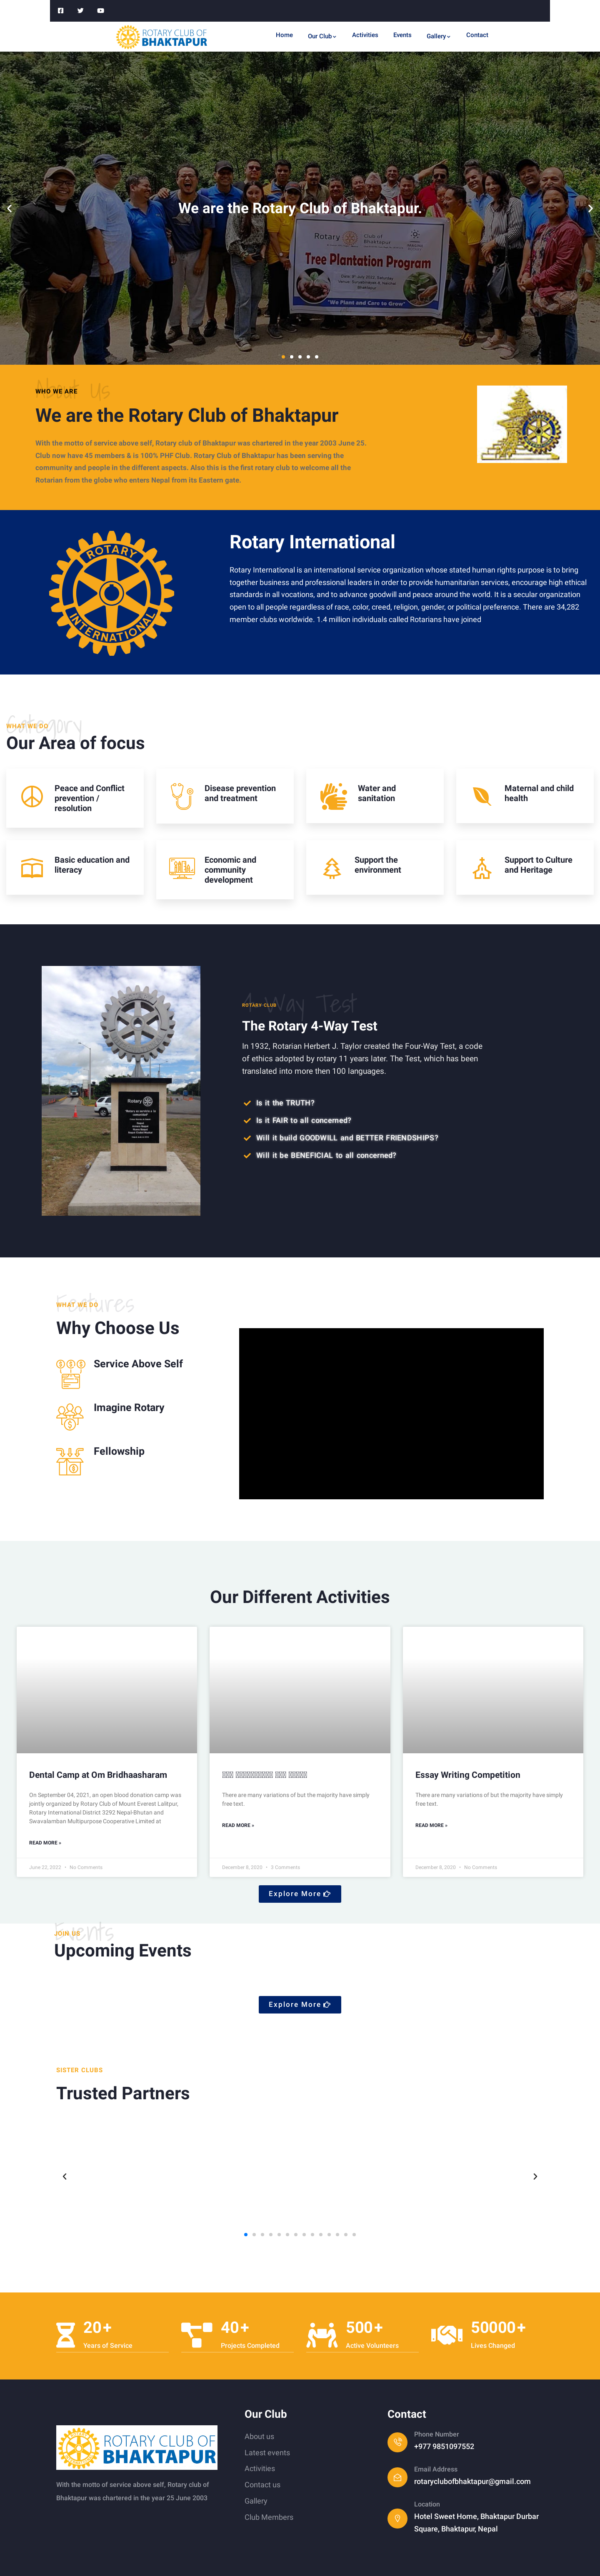 ROTARY CLUB OF
BHAKTAPUR
Home Our Club Activities Events Gallery Contact
We are the Rotary Club of Bhaktapur.
Rotary
Club of
Bhaktapur
Tree Plantation Program
"We Plant and Care to Grow"
About Us
WHO WE ARE
We are the Rotary Club of Bhaktapur
With the motto of service above self, Rotary club of Bhaktapur was chartered in the year 2003 June 25.
Club now have 45 members & is 100% PHF Club. Rotary Club of Bhaktapur has been serving the
community and people in the different aspects. Also this is the first rotary club to welcome all the
Rotarian from the globe who enters Nepal from its Eastern gate.
ROTARY
INTERNATIONAL
Rotary International
Rotary International is an international service organization whose stated human rights purpose is to bring
together business and professional leaders in order to provide humanitarian services, encourage high ethical
standards in all vocations, and to advance goodwill and peace around the world. It is a secular organization
open to all people regardless of race, color, creed, religion, gender, or political preference. There are 34,282
member clubs worldwide. 1.4 million individuals called Rotarians have joined
Category
WHAT WE DO
Our Area of focus
Peace and Conflict
prevention /
resolution
Disease prevention
and treatment
Water and
sanitation
Maternal and child
health
Basic education and
literacy
Economic and
community
development
Support the
environment
Support to Culture
and Heritage
4-Way Test
ROTARY CLUB
The Rotary 4-Way Test
In 1932, Rotarian Herbert J. Taylor created the Four-Way Test, a code
of ethics adopted by rotary 11 years later. The Test, which has been
translated into more then 100 languages.
Is it the TRUTH?
Is it FAIR to all concerned?
Will it build GOODWILL and BETTER FRIENDSHIPS?
Will it be BENEFICIAL to all concerned?
Rotary
Features
WHAT WE DO
Why Choose Us
Service Above Self
Imagine Rotary
Fellowship
Our Different Activities
Dental Camp at Om Bridhaasharam
On September 04, 2021, an open blood donation camp was
jointly organized by Rotary Club of Mount Everest Lalitpur,
Rotary International District 3292 Nepal-Bhutan and
Swavalamban Multipurpose Cooperative Limited at
READ MORE »
June 22, 2022 • No Comments
There are many variations of but the majority have simply
free text.
READ MORE »
December 8, 2020 • 3 Comments
Essay Writing Competition
There are many variations of but the majority have simply
free text.
READ MORE »
December 8, 2020 • No Comments
Explore More
Events
JOIN US
Upcoming Events
Explore More
SISTER CLUBS
Trusted Partners
20+
Years of Service
40+
Projects Completed
500+
Active Volunteers
50000+
Lives Changed
ROTARY CLUB OF
BHAKTAPUR
With the motto of service above self, Rotary club of
Bhaktapur was chartered in the year 25 June 2003
Our Club
About us
Latest events
Activities
Contact us
Gallery
Club Members
Contact
Phone Number
+977 9851097552
Email Address
rotaryclubofbhaktapur@gmail.com
Location
Hotel Sweet Home, Bhaktapur Durbar
Square, Bhaktapur, Nepal